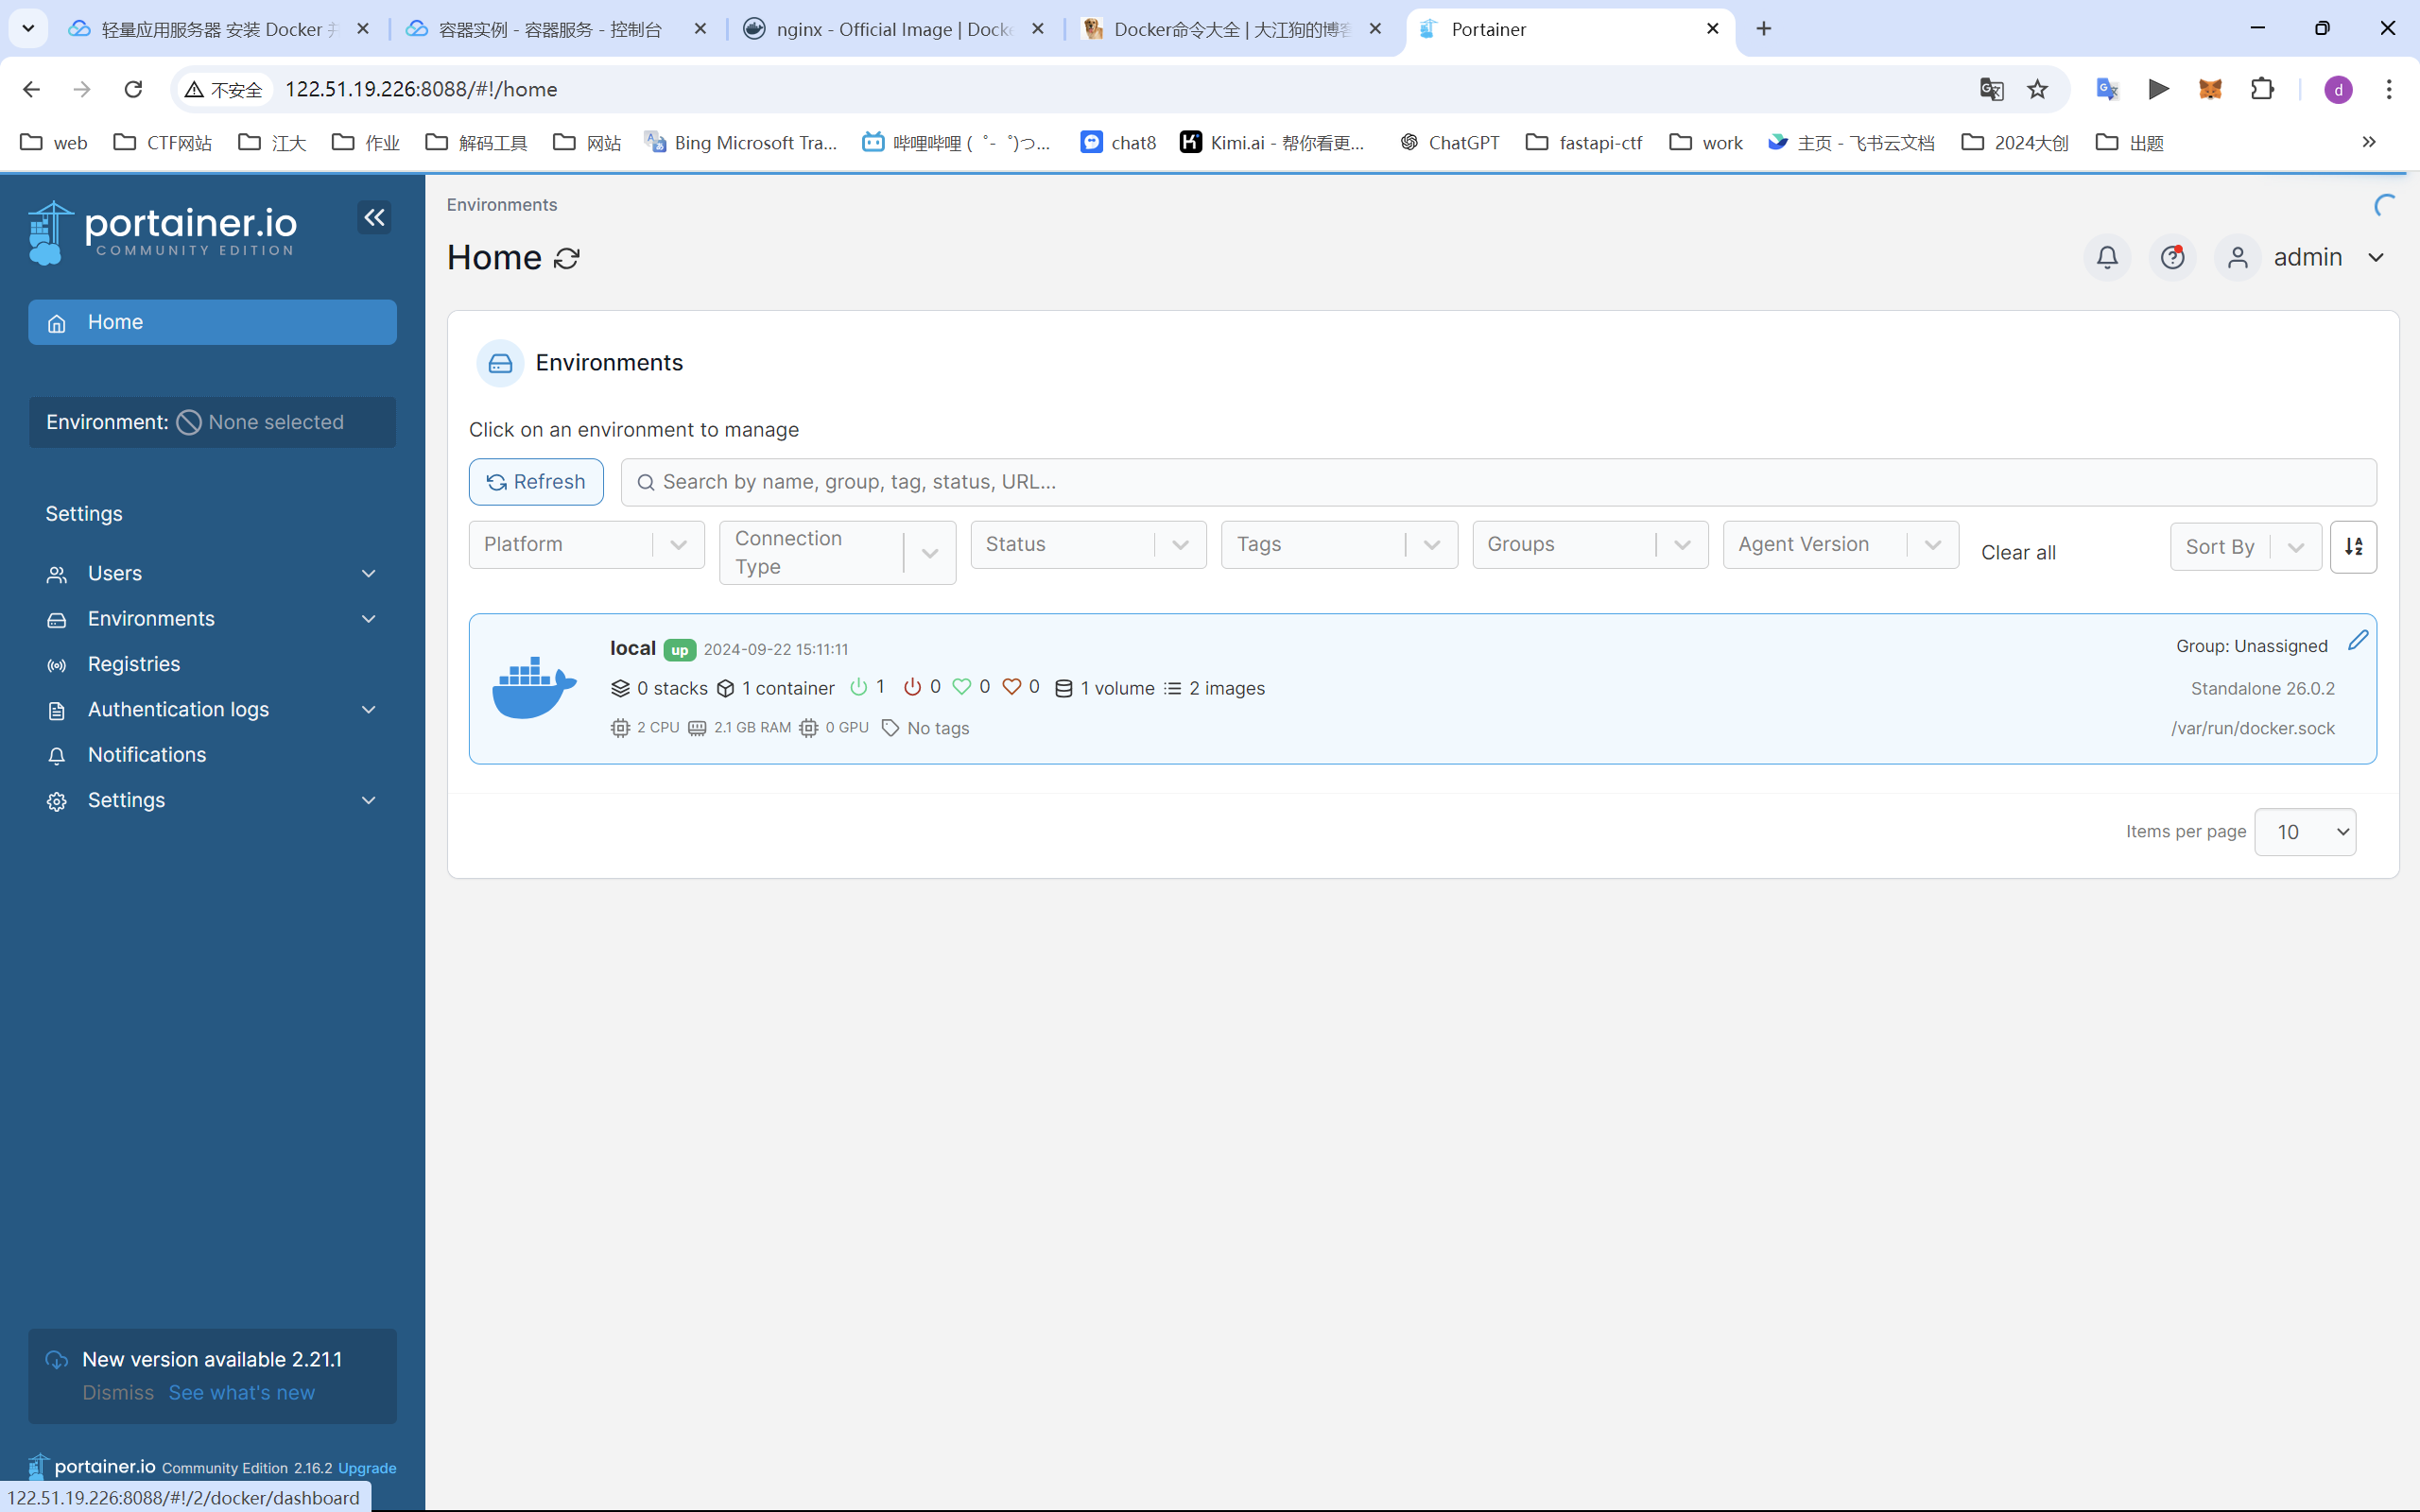 轻量应用服务器 安装 Docker
容器实例 - 容器服务 - 控制台
nginx - Official Image | Docke
Docker命令大全 | 大江狗的博客
Portainer
不安全
122.51.19.226:8088/#!/home
d
web
CTF网站
江大
作业
解码工具
网站
Bing Microsoft Tra...
哔哩哔哩 ( ゜- ゜)つ...
chat8
Kimi.ai - 帮你看更...
ChatGPT
fastapi-ctf
work
主页 - 飞书云文档
2024大创
出题
portainer.io
COMMUNITY EDITION
Home
Environment: None selected
Settings
Users
Environments
Registries
Authentication logs
Notifications
Settings
New version available 2.21.1
Dismiss See what's new
portainer.io Community Edition 2.16.2 Upgrade
122.51.19.226:8088/#!/2/docker/dashboard
Environments
Home
admin
Environments
Click on an environment to manage
Refresh
Search by name, group, tag, status, URL...
Platform
Connection
Type
Status
Tags
Groups
Agent Version
Clear all
Sort By
local up 2024-09-22 15:11:11
Group: Unassigned
0 stacks 1 container 1 0 0 0 1 volume 2 images
Standalone 26.0.2
2 CPU 2.1 GB RAM 0 GPU No tags
/var/run/docker.sock
Items per page 10